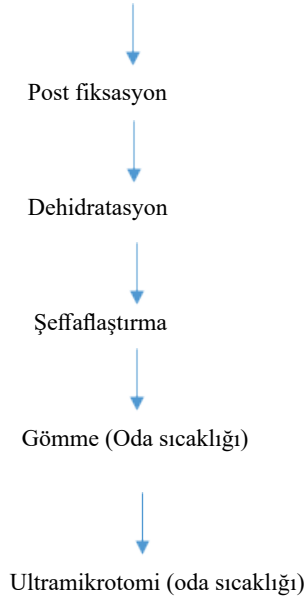 Post fiksasyon
Dehidratasyon
Şeffaflaştırma
Gömme (Oda sıcaklığı)
Ultramikrotomi (oda sıcaklığı)